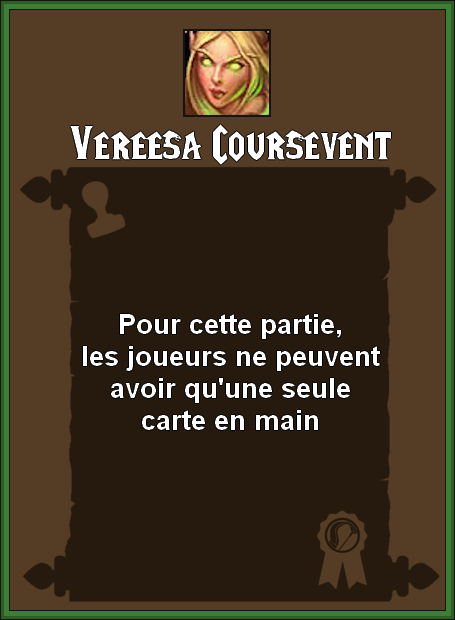 Vereesa Coursevent
Pour cette partie,
les joueurs ne peuvent
avoir qu'une seule
carte en main